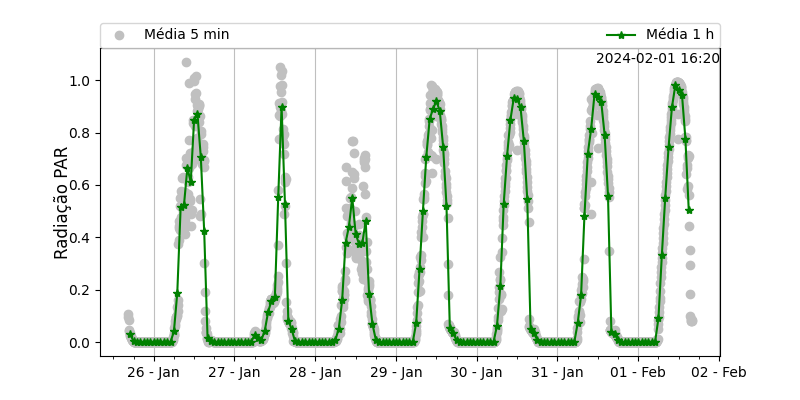 Média 5 min
Média 1 h
2024-02-01 16:20
Radiação PAR
1.0
0.8
0.6
0.4
0.2
0.0
26 - Jan
27 - Jan
28 - Jan
29 - Jan
30 - Jan
31 - Jan
01 - Feb
02 - Feb